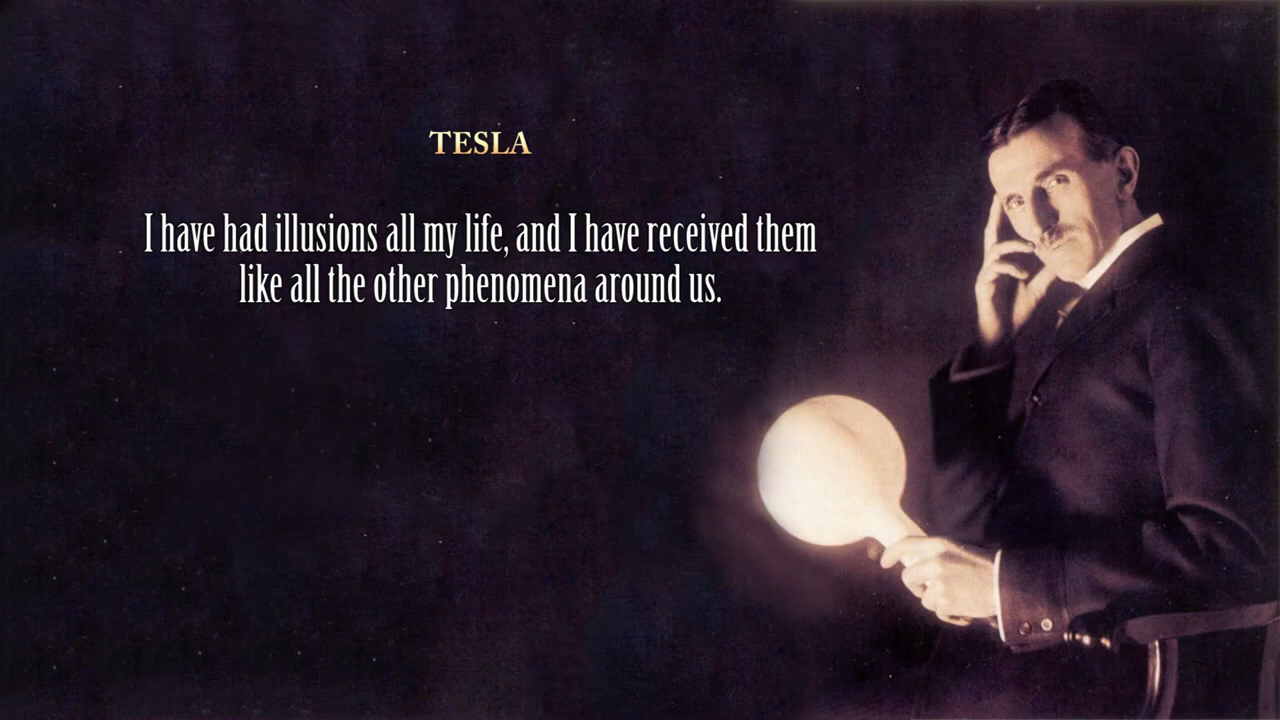 TESLA
I have had illusions all my life, and I have received them
like all the other phenomena around us.